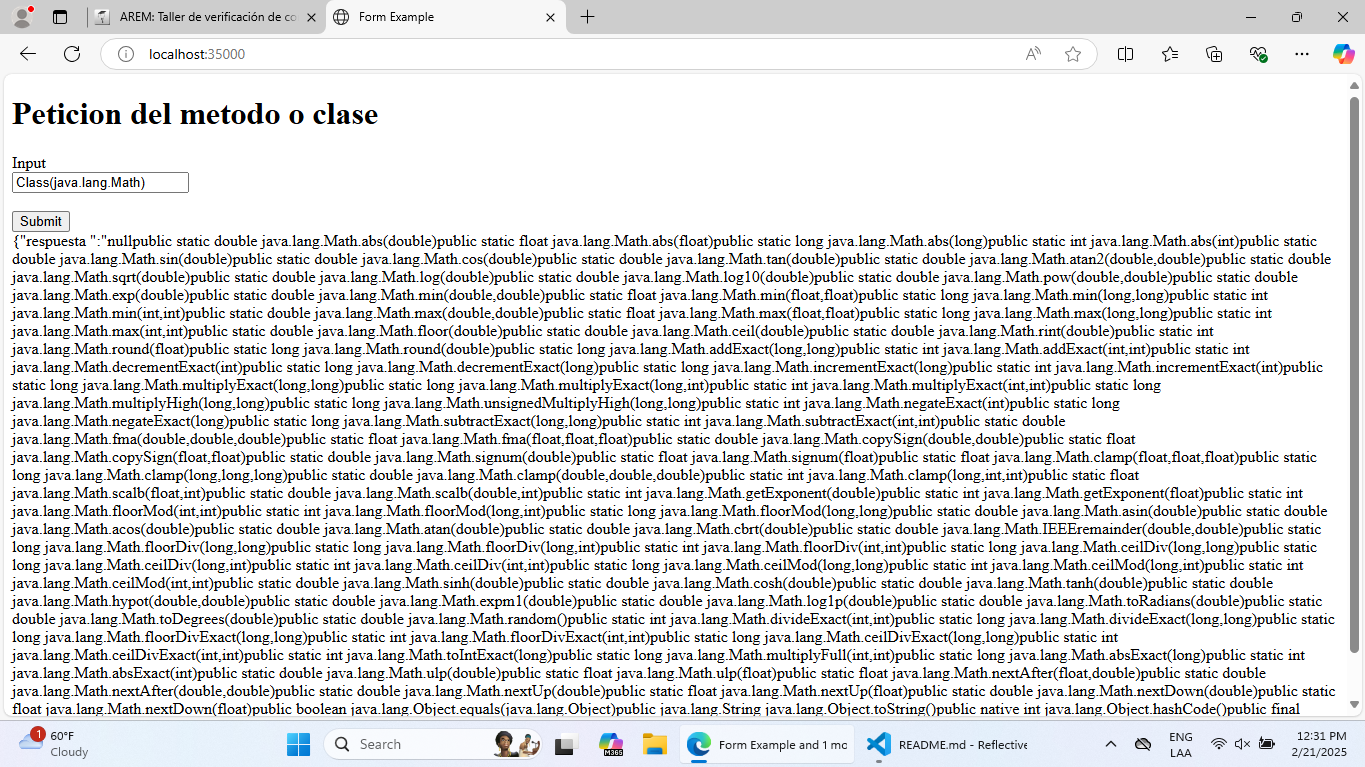 AREM: Taller de verificación de co
Form Example
localhost:35000
Peticion del metodo o clase
Input
Class(java.lang.Math)
Submit
{"respuesta ":"nullpublic static double java.lang.Math.abs(double)public static float java.lang.Math.abs(float)public static long java.lang.Math.abs(long)public static int java.lang.Math.abs(int)public static
double java.lang.Math.sin(double)public static double java.lang.Math.cos(double)public static double java.lang.Math.tan(double)public static double java.lang.Math.atan2(double,double)public static double
java.lang.Math.sqrt(double)public static double java.lang.Math.log(double)public static double java.lang.Math.log10(double)public static double java.lang.Math.pow(double,double)public static double
java.lang.Math.exp(double)public static double java.lang.Math.min(double,double)public static float java.lang.Math.min(float,float)public static long java.lang.Math.min(long,long)public static int
java.lang.Math.min(int,int)public static double java.lang.Math.max(double,double)public static float java.lang.Math.max(float,float)public static long java.lang.Math.max(long,long)public static int
java.lang.Math.max(int,int)public static double java.lang.Math.floor(double)public static double java.lang.Math.ceil(double)public static double java.lang.Math.rint(double)public static int
java.lang.Math.round(float)public static long java.lang.Math.round(double)public static long java.lang.Math.addExact(long,long)public static int java.lang.Math.addExact(int,int)public static int
java.lang.Math.decrementExact(int)public static long java.lang.Math.decrementExact(long)public static long java.lang.Math.incrementExact(long)public static int java.lang.Math.incrementExact(int)public
static long java.lang.Math.multiplyExact(long,long)public static long java.lang.Math.multiplyExact(long,int)public static int java.lang.Math.multiplyExact(int,int)public static long
java.lang.Math.multiplyHigh(long,long)public static long java.lang.Math.unsignedMultiplyHigh(long,long)public static int java.lang.Math.negateExact(int)public static long
java.lang.Math.negateExact(long)public static long java.lang.Math.subtractExact(long,long)public static int java.lang.Math.subtractExact(int,int)public static double
java.lang.Math.fma(double,double,double)public static float java.lang.Math.fma(float,float,float)public static double java.lang.Math.copySign(double,double)public static float
java.lang.Math.copySign(float,float)public static double java.lang.Math.signum(double)public static float java.lang.Math.signum(float)public static float java.lang.Math.clamp(float,float,float)public static
long java.lang.Math.clamp(long,long,long)public static double java.lang.Math.clamp(double,double,double)public static int java.lang.Math.clamp(long,int,int)public static float
java.lang.Math.scalb(float,int)public static double java.lang.Math.scalb(double,int)public static int java.lang.Math.getExponent(double)public static int java.lang.Math.getExponent(float)public static int
java.lang.Math.floorMod(int,int)public static int java.lang.Math.floorMod(long,int)public static long java.lang.Math.floorMod(long,long)public static double java.lang.Math.asin(double)public static double
java.lang.Math.acos(double)public static double java.lang.Math.atan(double)public static double java.lang.Math.cbrt(double)public static double java.lang.Math.IEEEremainder(double,double)public static
long java.lang.Math.floorDiv(long,long)public static long java.lang.Math.floorDiv(long,int)public static int java.lang.Math.floorDiv(int,int)public static long java.lang.Math.ceilDiv(long,long)public static
long java.lang.Math.ceilDiv(long,int)public static int java.lang.Math.ceilDiv(int,int)public static long java.lang.Math.ceilMod(long,long)public static int java.lang.Math.ceilMod(long,int)public static int
java.lang.Math.ceilMod(int,int)public static double java.lang.Math.sinh(double)public static double java.lang.Math.cosh(double)public static double java.lang.Math.tanh(double)public static double
java.lang.Math.hypot(double,double)public static double java.lang.Math.expm1(double)public static double java.lang.Math.log1p(double)public static double java.lang.Math.toRadians(double)public static
double java.lang.Math.toDegrees(double)public static double java.lang.Math.random()public static int java.lang.Math.divideExact(int,int)public static long java.lang.Math.divideExact(long,long)public static
long java.lang.Math.floorDivExact(long,long)public static int java.lang.Math.floorDivExact(int,int)public static long java.lang.Math.ceilDivExact(long,long)public static int
java.lang.Math.ceilDivExact(int,int)public static int java.lang.Math.toIntExact(long)public static long java.lang.Math.multiplyFull(int,int)public static long java.lang.Math.absExact(long)public static int
java.lang.Math.absExact(int)public static double java.lang.Math.ulp(double)public static float java.lang.Math.ulp(float)public static float java.lang.Math.nextAfter(float,double)public static double
java.lang.Math.nextAfter(double,double)public static double java.lang.Math.nextUp(double)public static float java.lang.Math.nextUp(float)public static double java.lang.Math.nextDown(double)public static
float java.lang.Math.nextDown(float)public boolean java.lang.Object.equals(java.lang.Object)public java.lang.String java.lang.Object.toString()public native int java.lang.Object.hashCode()public final
1
60°F
Cloudy
Search
M365
Form Example and 1 mo
README.md - Reflective
ENG
LAA
12:31 PM
2/21/2025